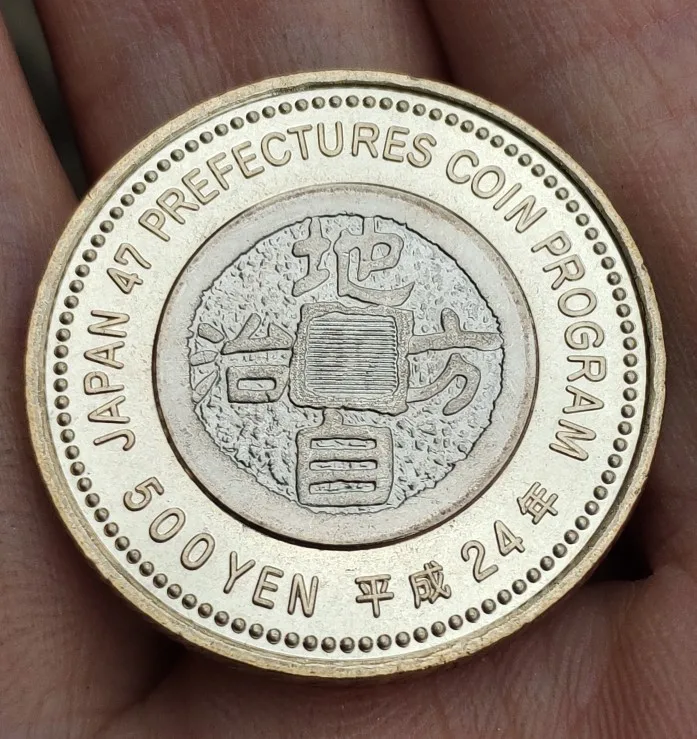 JAPAN 47 PREFECTURES COIN PROGRAM
500 YEN 平成 24 年
地方自治